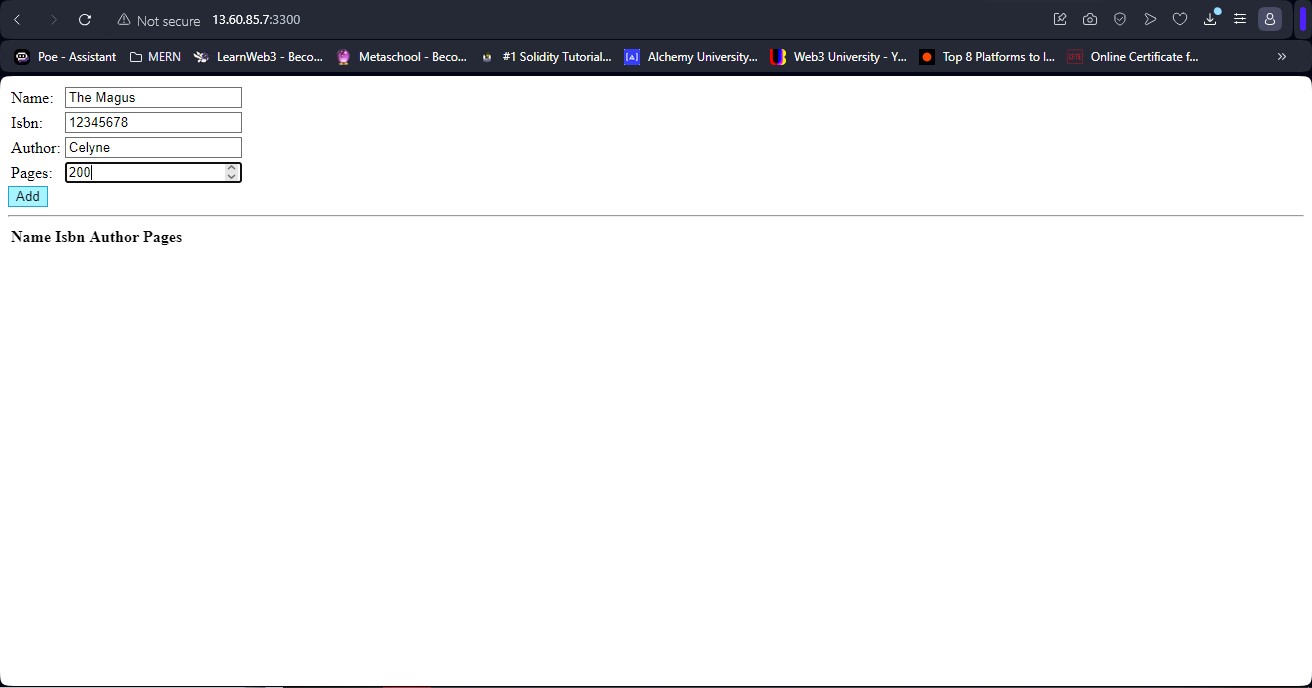 Not secure 13.60.85.7:3300
Poe - Assistant MERN LearnWeb3 - Beco... Metaschool - Beco... #1 Solidity Tutorial... [A] Alchemy University... Web3 University - Y... Top 8 Platforms to l... Online Certificate f... »
Name: The Magus
Isbn: 12345678
Author: Celyne
Pages: 200
Add
Name Isbn Author Pages